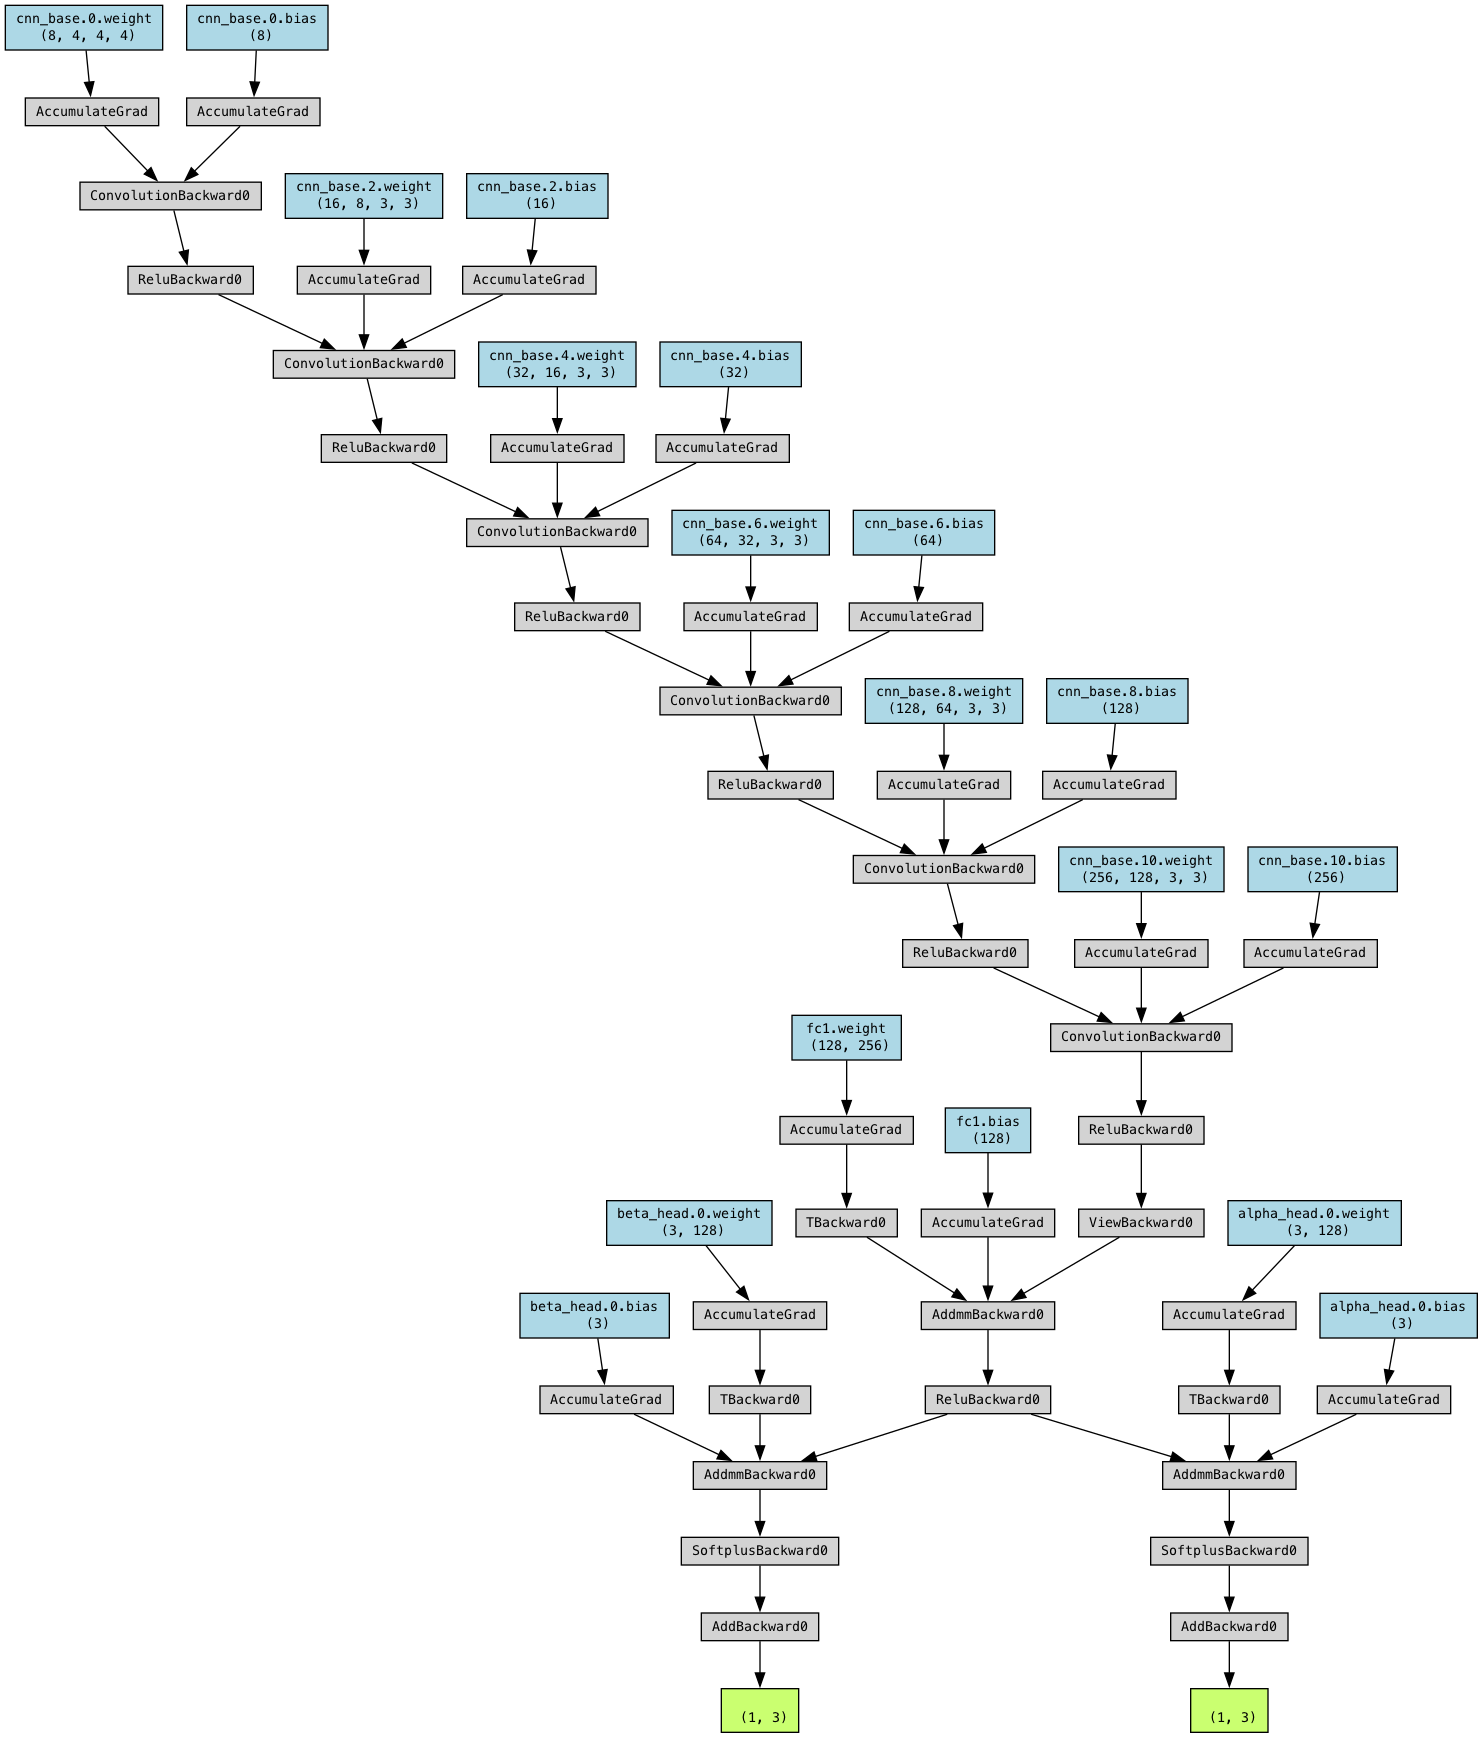 cnn_base.0.weight
(8, 4, 4, 4)
cnn_base.0.bias
(8)
AccumulateGrad
AccumulateGrad
ConvolutionBackward0
cnn_base.2.weight
(16, 8, 3, 3)
cnn_base.2.bias
(16)
ReluBackward0
AccumulateGrad
AccumulateGrad
ConvolutionBackward0
cnn_base.4.weight
(32, 16, 3, 3)
cnn_base.4.bias
(32)
ReluBackward0
AccumulateGrad
AccumulateGrad
ConvolutionBackward0
cnn_base.6.weight
(64, 32, 3, 3)
cnn_base.6.bias
(64)
ReluBackward0
AccumulateGrad
AccumulateGrad
ConvolutionBackward0
cnn_base.8.weight
(128, 64, 3, 3)
cnn_base.8.bias
(128)
ReluBackward0
AccumulateGrad
AccumulateGrad
ConvolutionBackward0
cnn_base.10.weight
(256, 128, 3, 3)
cnn_base.10.bias
(256)
ReluBackward0
AccumulateGrad
AccumulateGrad
fc1.weight
(128, 256)
ConvolutionBackward0
AccumulateGrad
fc1.bias
(128)
ReluBackward0
beta_head.0.weight
(3, 128)
TBackward0
AccumulateGrad
ViewBackward0
alpha_head.0.weight
(3, 128)
beta_head.0.bias
(3)
AccumulateGrad
AddmmBackward0
AccumulateGrad
alpha_head.0.bias
(3)
AccumulateGrad
TBackward0
ReluBackward0
TBackward0
AccumulateGrad
AddmmBackward0
AddmmBackward0
SoftplusBackward0
SoftplusBackward0
AddBackward0
AddBackward0
(1, 3)
(1, 3)